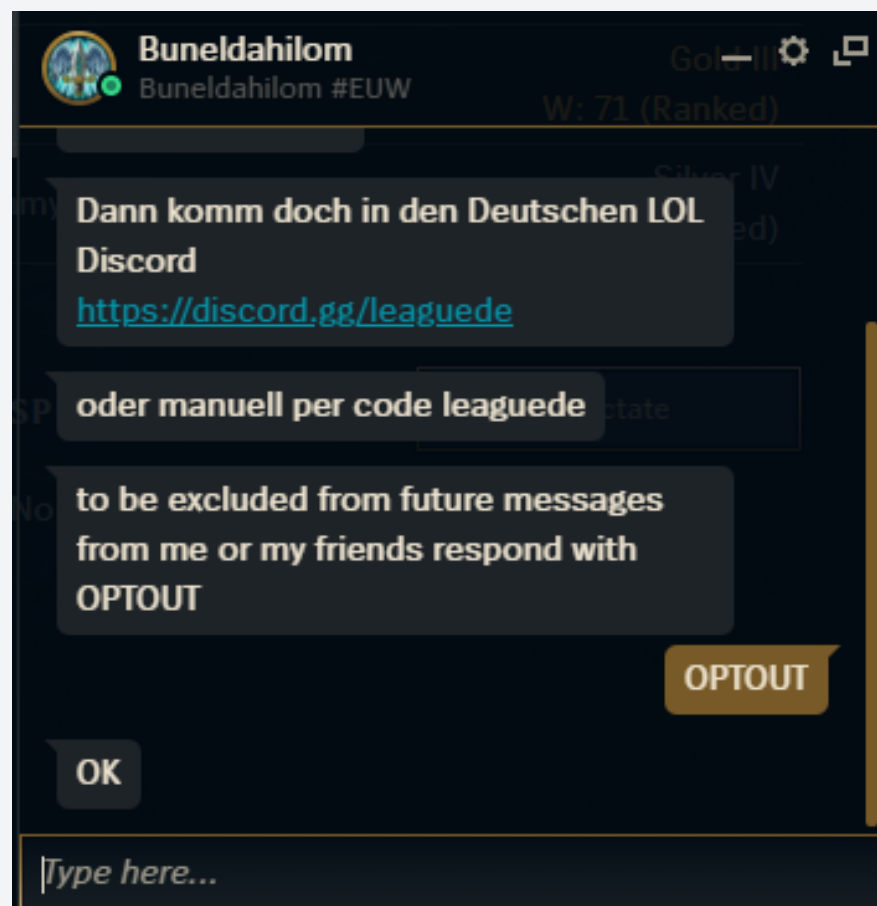 Buneldahilom
Gold III
Buneldahilom #EUW
W: 71 (Ranked)
Silver IV
Dann komm doch in den Deutschen LOL
Discord
https://discord.gg/leaguede
oder manuell per code leaguede
to be excluded from future messages
from me or my friends respond with
OPTOUT
OPTOUT
OK
Type here...